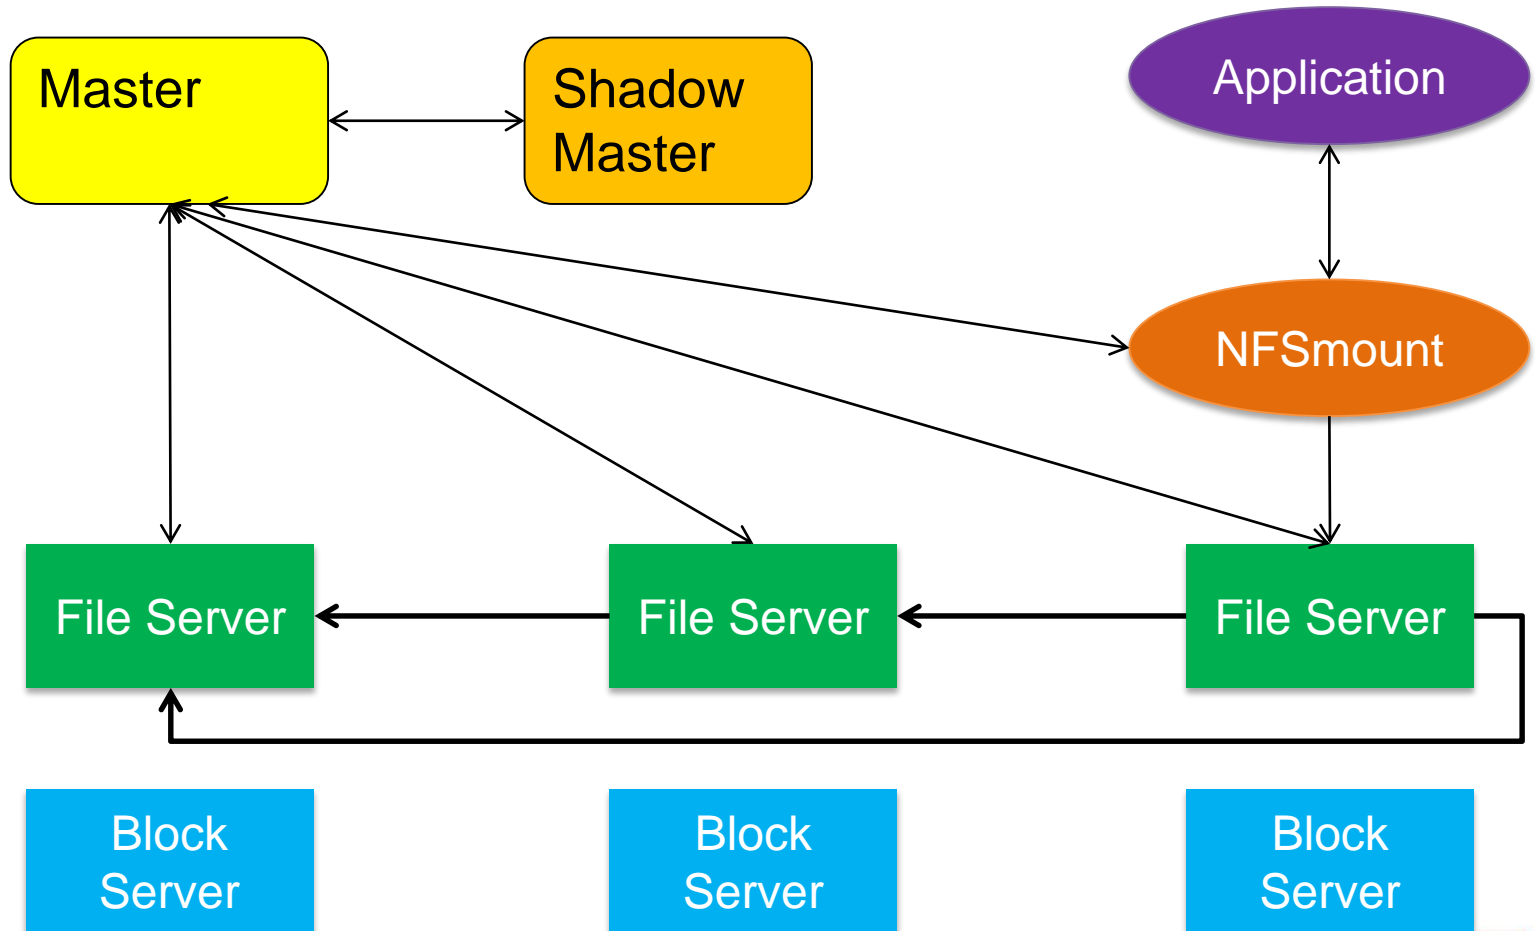 Master
Shadow
Master
Application
NFSmount
File Server
File Server
File Server
Block
Server
Block
Server
Block
Server